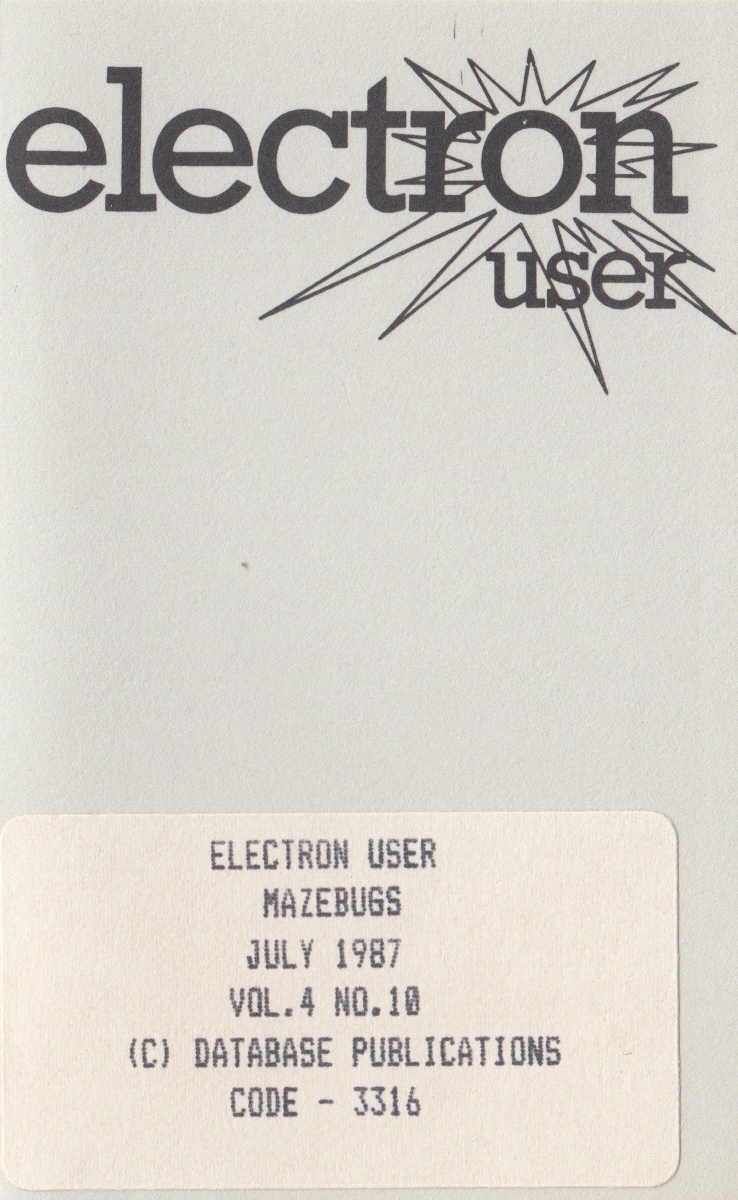 electron
user
ELECTRON USER
MAZEBUGS
JULY 1987
VOL.4 NO.10
(C) DATABASE PUBLICATIONS
CODE - 3316